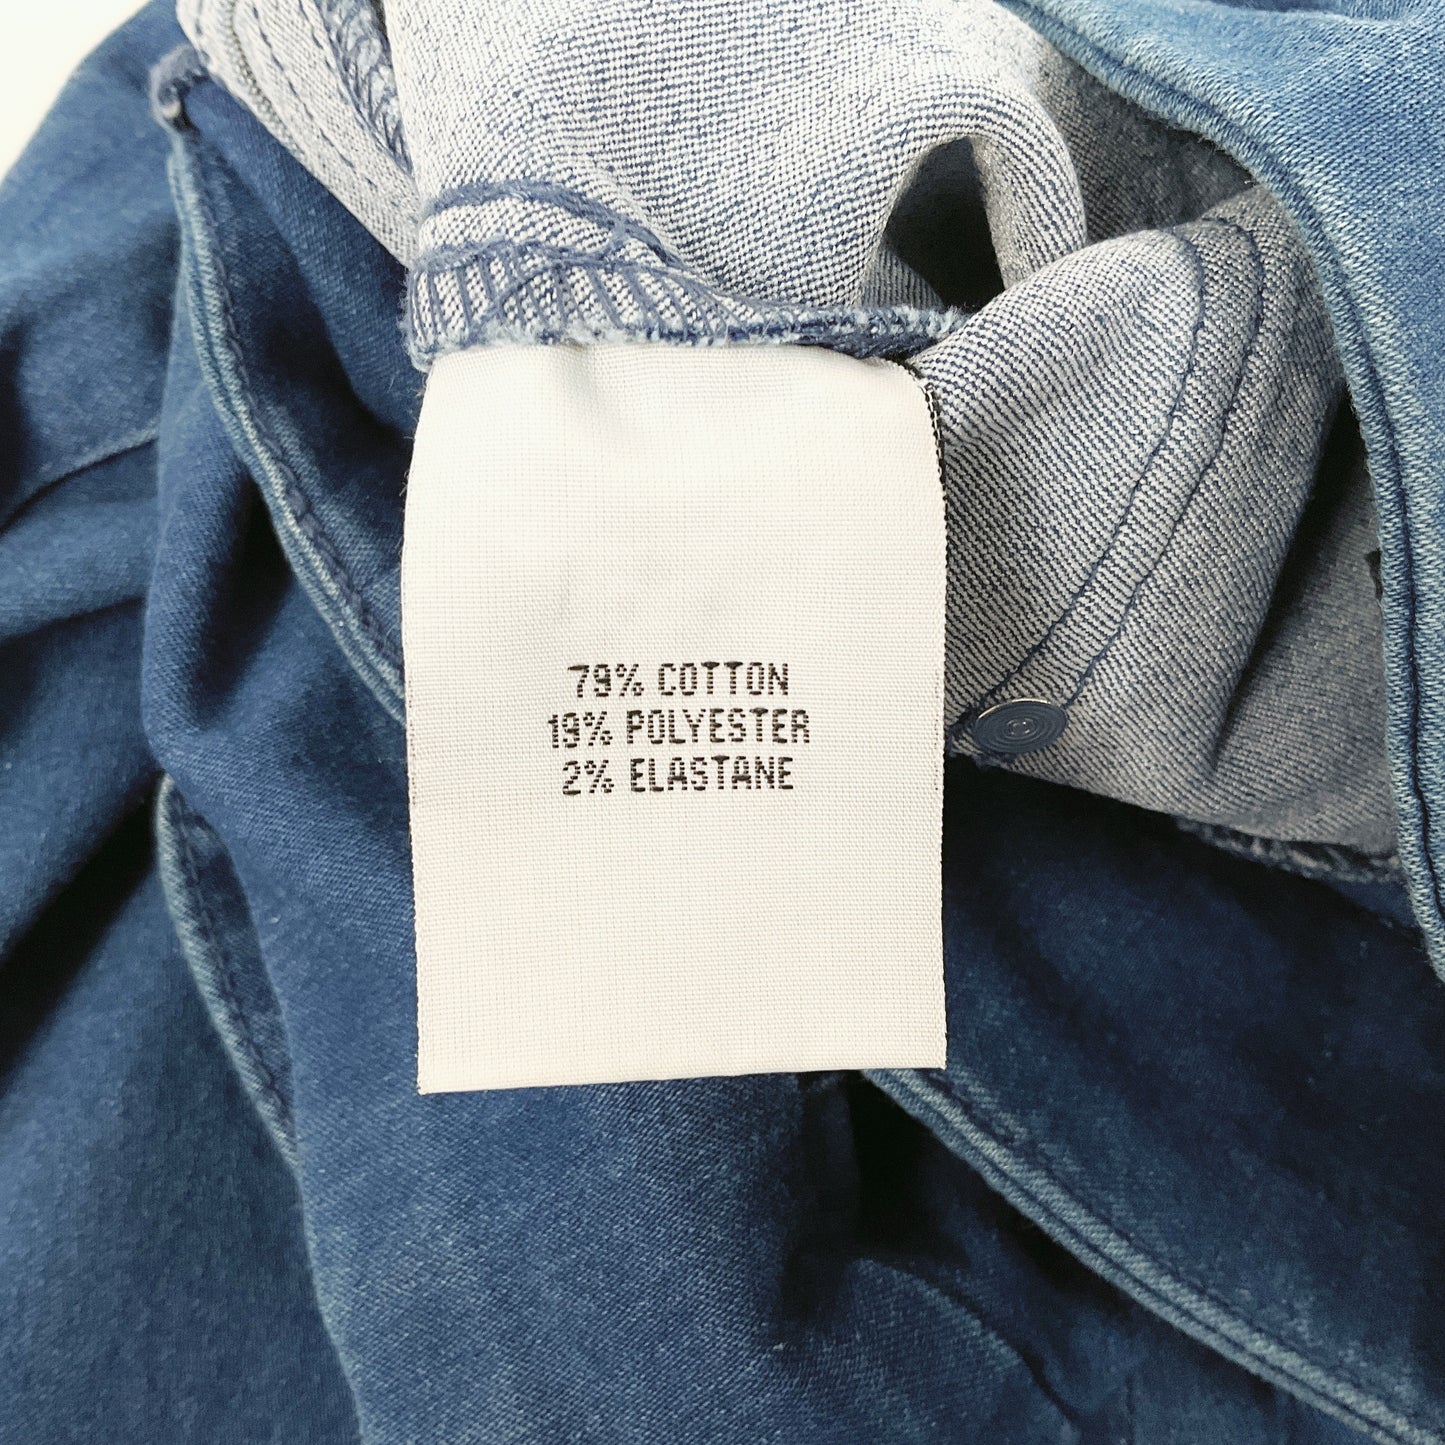 79% COTTON
19% POLYESTER
2% ELASTANE